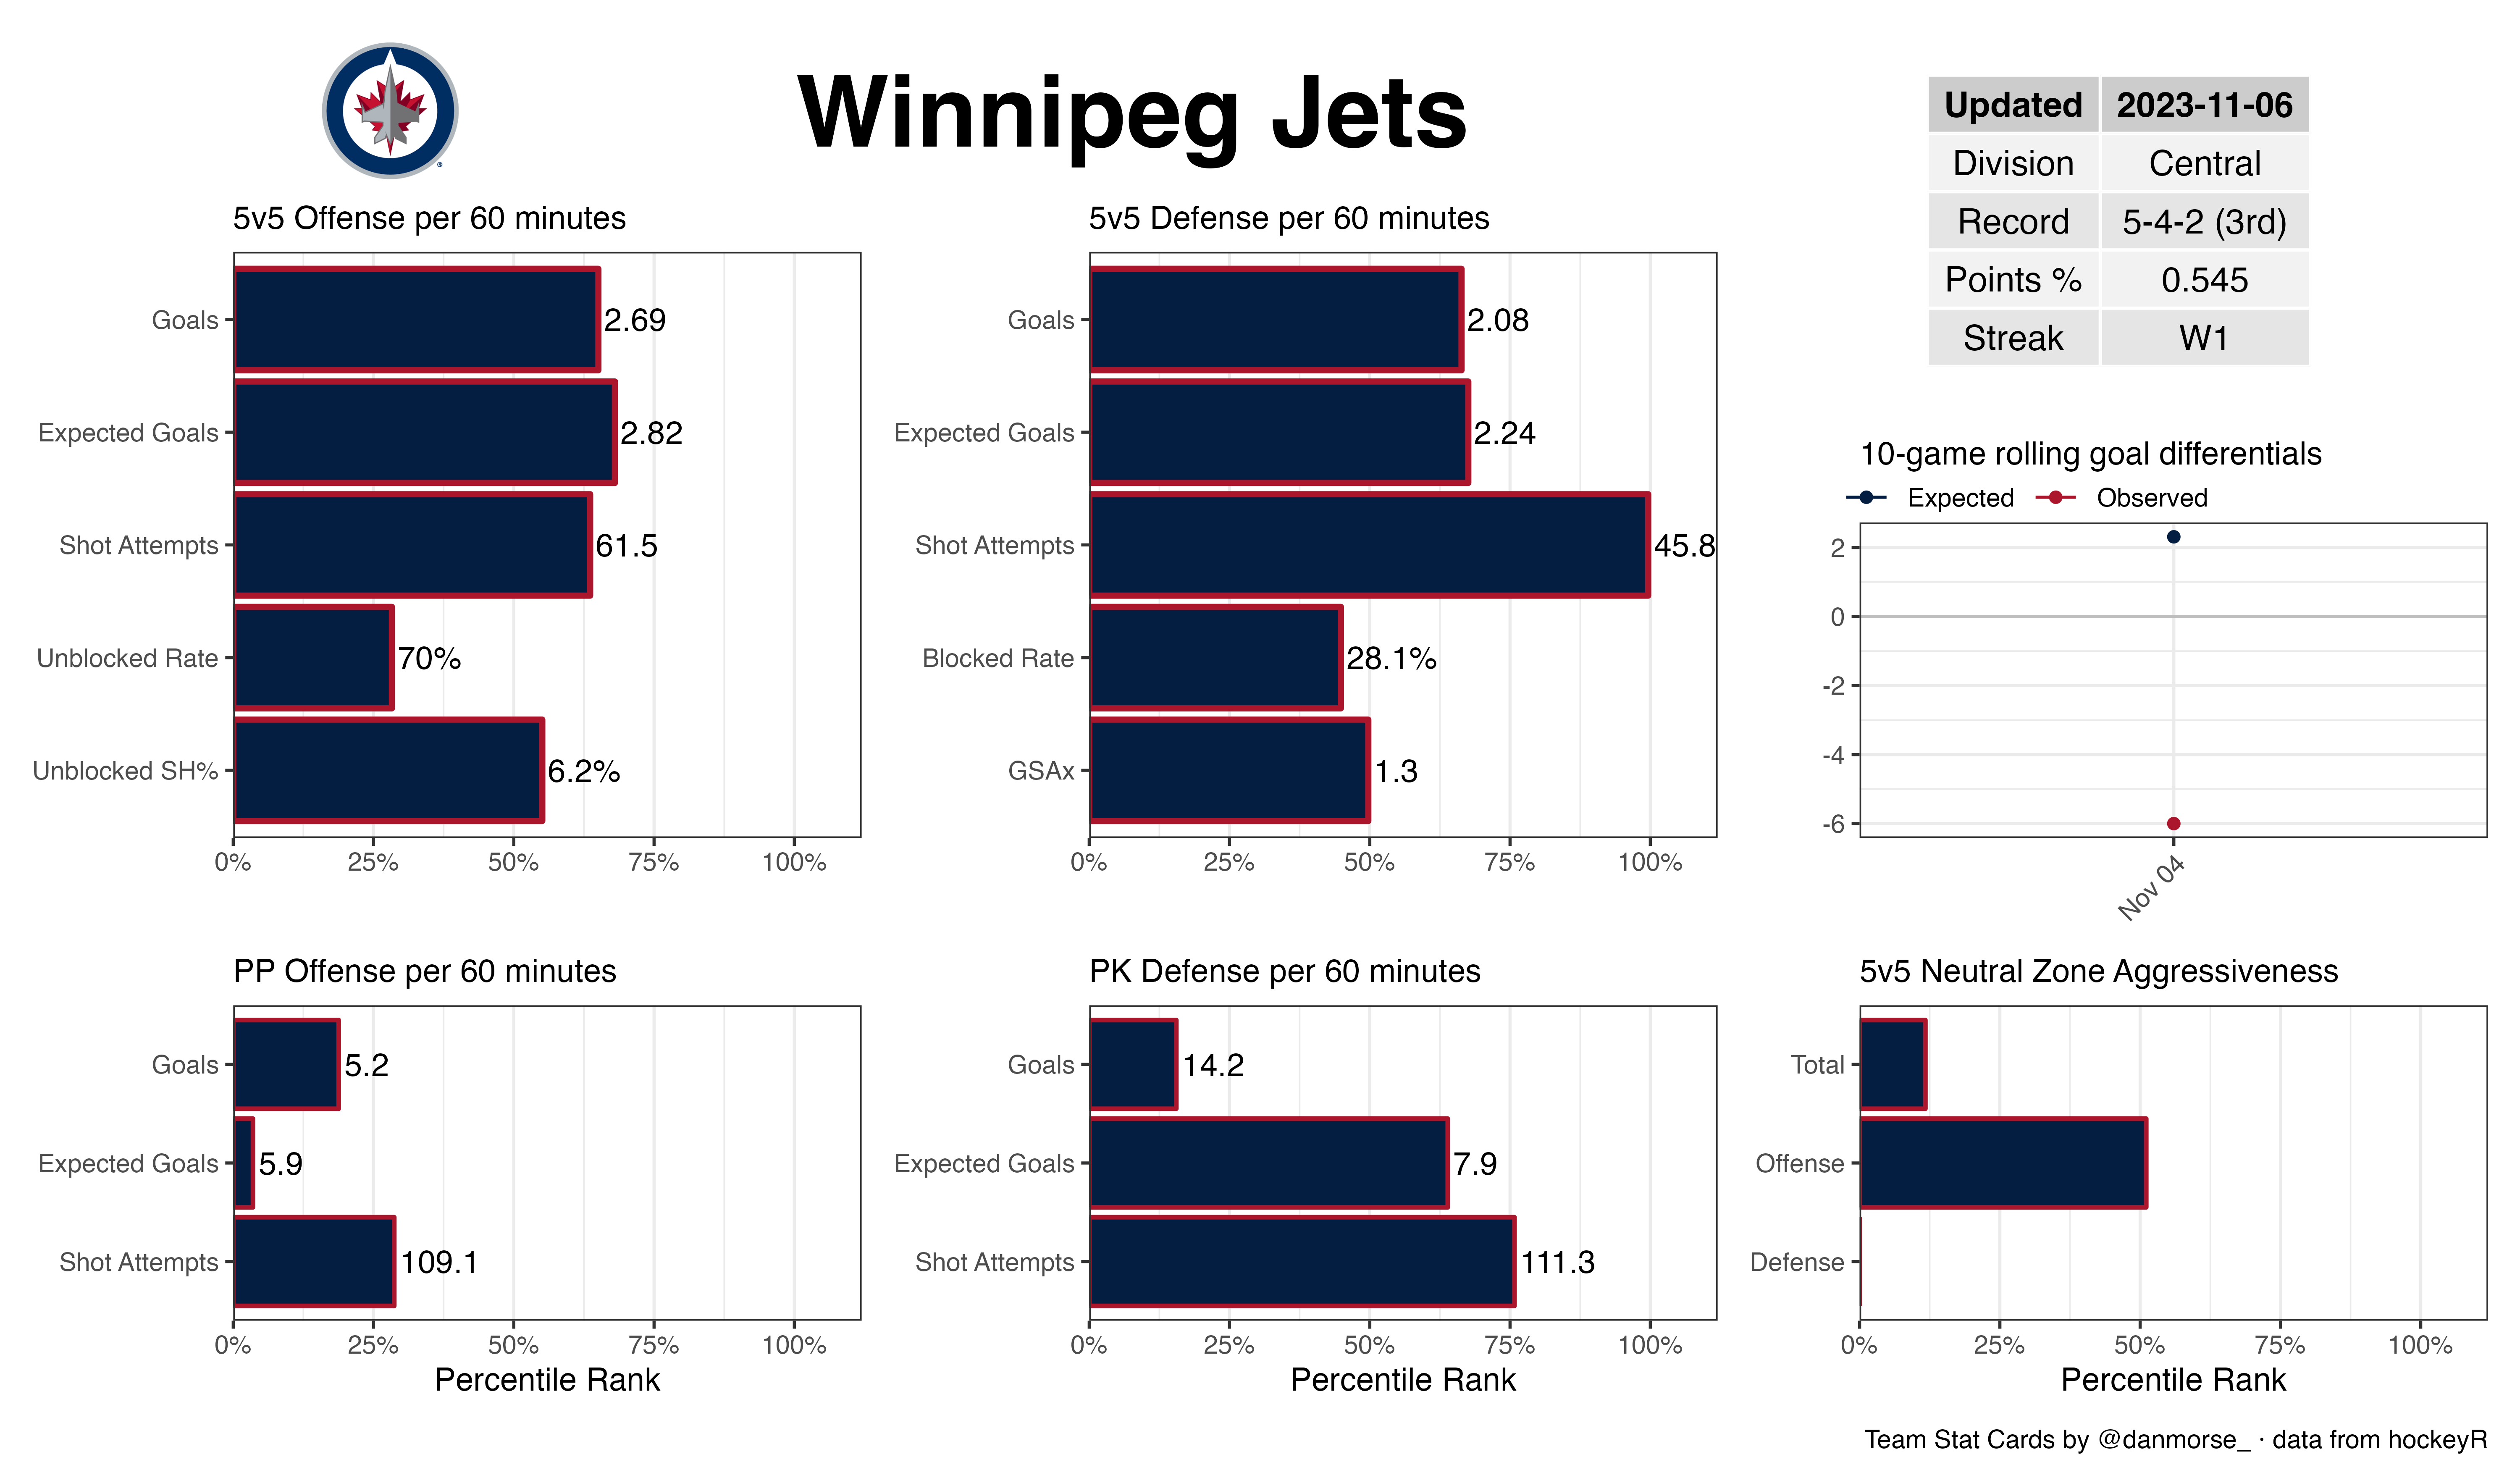 Winnipeg Jets
Updated 2023-11-06
Division Central
Record 5-4-2 (3rd)
Points % 0.545
Streak W1
5v5 Offense per 60 minutes
Goals 2.69
Expected Goals 2.82
Shot Attempts 61.5
Unblocked Rate 70%
Unblocked SH% 6.2%
0% 25% 50% 75% 100%
5v5 Defense per 60 minutes
Goals 2.08
Expected Goals 2.24
Shot Attempts 45.8
Blocked Rate 28.1%
GSAx 1.3
0% 25% 50% 75% 100%
10-game rolling goal differentials
Expected Observed
2
0
-2
-4
-6
Nov 04
PP Offense per 60 minutes
Goals 5.2
Expected Goals 5.9
Shot Attempts 109.1
0% 25% 50% 75% 100%
Percentile Rank
PK Defense per 60 minutes
Goals 14.2
Expected Goals 7.9
Shot Attempts 111.3
0% 25% 50% 75% 100%
Percentile Rank
5v5 Neutral Zone Aggressiveness
Total
Offense
Defense
0% 25% 50% 75% 100%
Percentile Rank
Team Stat Cards by @danmorse_ · data from hockeyR